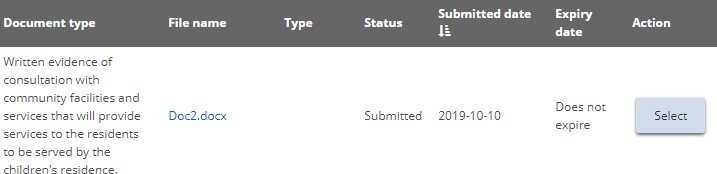 Document type File name Type Status Submitted date Expiry date Action
Written evidence of
consultation with
community facilities and
services that will provide
services to the residents
to be served by the
children's residence.
Doc2.docx
Submitted
2019-10-10
Does not
expire
Select